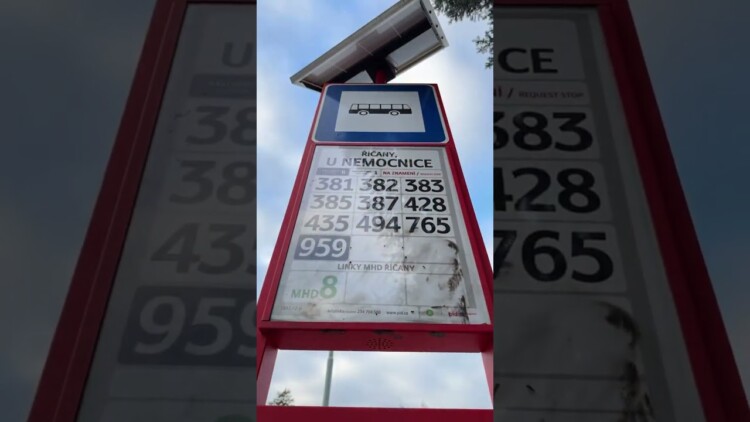 ŘÍČANY,
U NEMOCNICE
NA ZNAMENÍ /
381 382 383
385 387 428
435 494 765
959
LINKY MHD ŘÍČANY
MHD 8